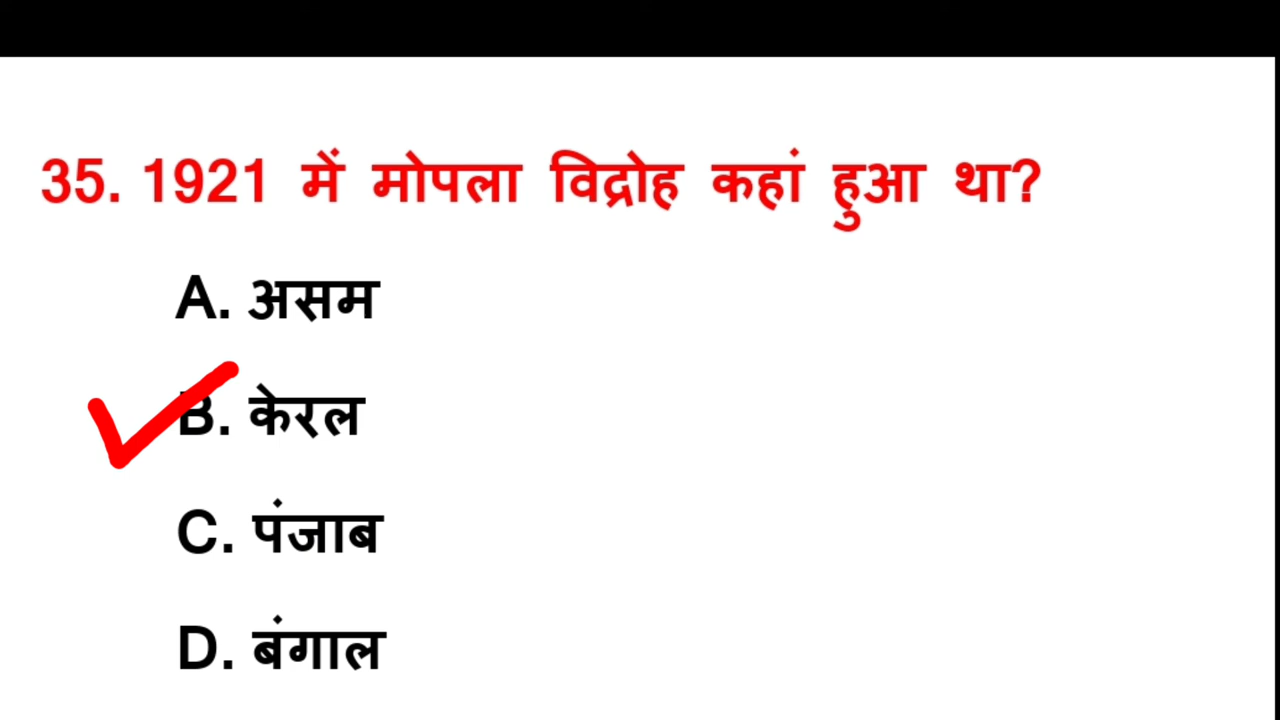 35. 1921 में मोपला विद्रोह कहां हुआ था?
A. असम
B. केरल
C. पंजाब
D. बंगाल